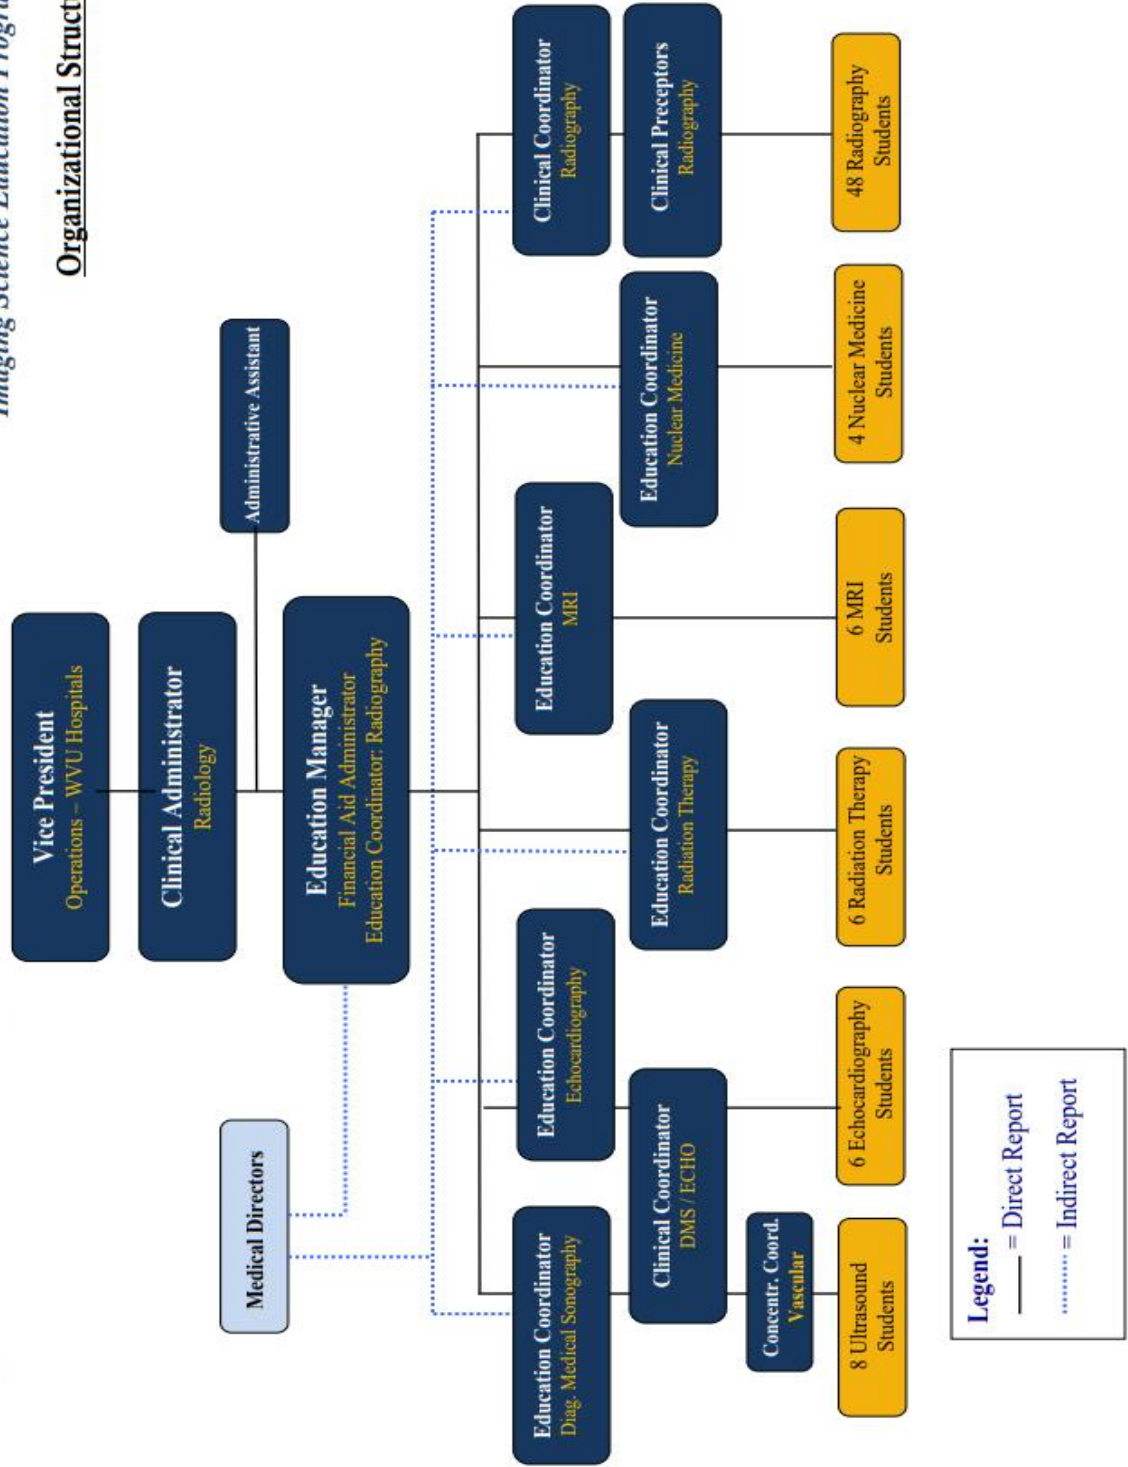 Imaging Science Education
Organizational
Vice President
Operations – WVU Hospitals
Clinical Administrator
Radiology
Administrative Assistant
Medical Directors
Education Manager
Financial Aid Administrator
Education Coordinator: Radiography
Education Coordinator
Diag. Medical Sonography
Education Coordinator
Echocardiography
Education Coordinator
MRI
Clinical Coordinator
Radiography
Clinical Coordinator
DMS / ECHO
Education Coordinator
Radiation Therapy
Education Coordinator
Nuclear Medicine
Clinical Preceptors
Radiography
Concentr. Coord.
Vascular
8 Ultrasound
Students
6 Echocardiography
Students
6 Radiation Therapy
Students
6 MRI
Students
4 Nuclear Medicine
Students
48 Radiography
Students
Legend:
= Direct Report
= Indirect Report